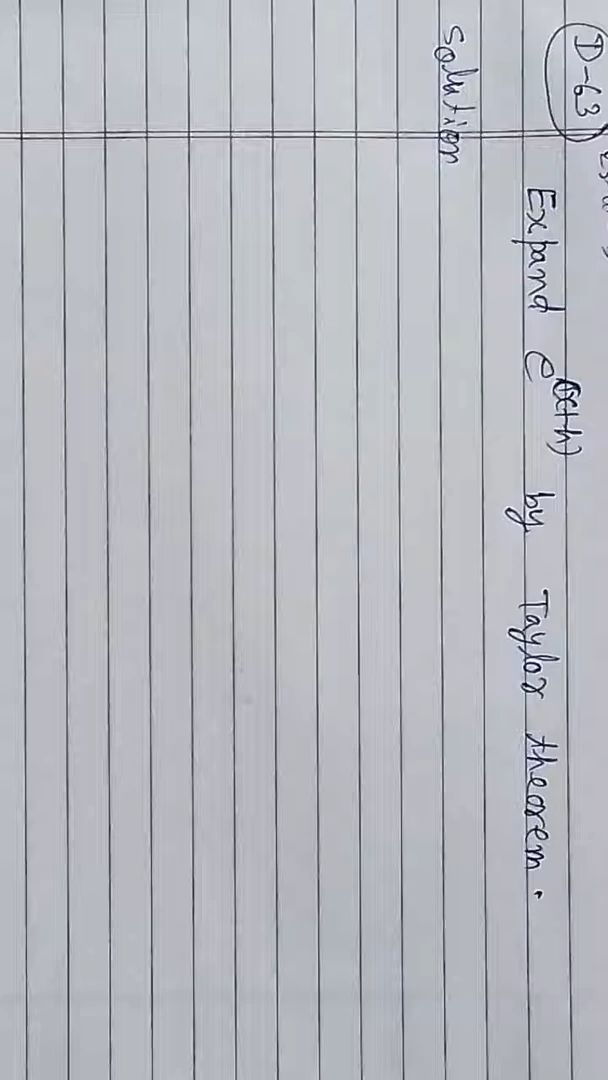 D-63
Expand e^(x+h) by Taylor theorem.
solution